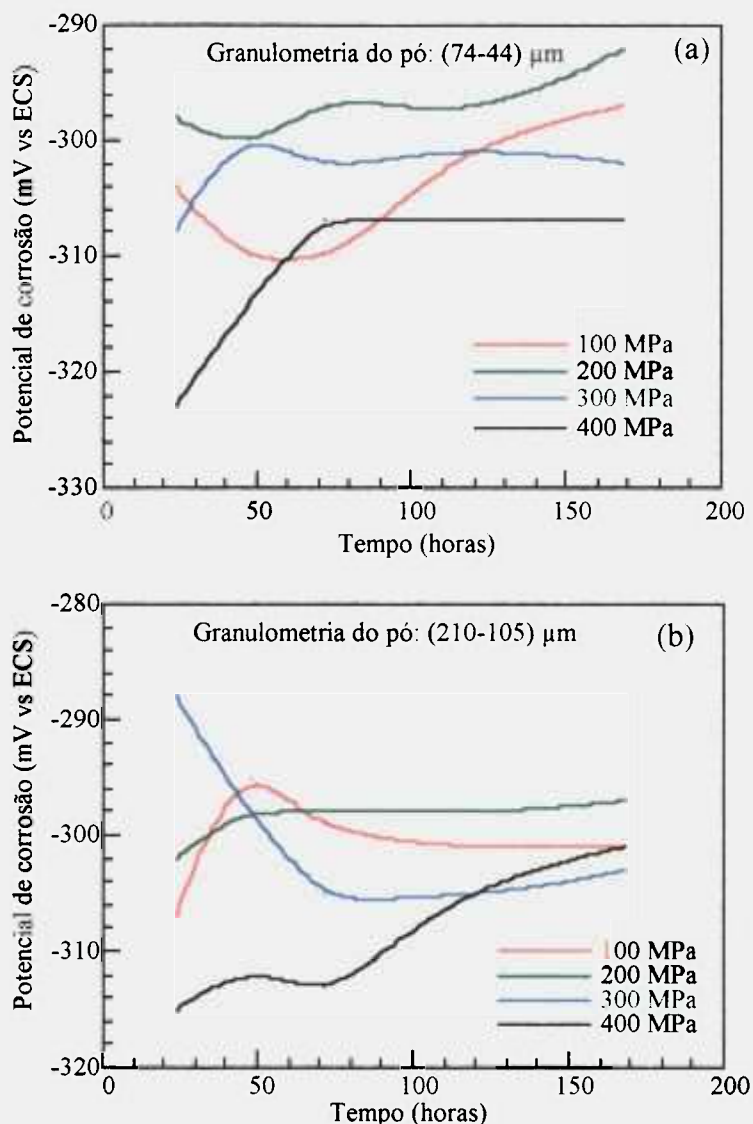 -290
Granulometria do pó: (74-44) µm
(a)
-300
-310
-320
-330
Potencial de corrosão (mV vs ECS)
100 MPa
200 MPa
300 MPa
400 MPa
0
50
100
150
200
Tempo (horas)
-280
Granulometria do pó: (210-105) µm
(b)
-290
-300
-310
-320
Potencial de corrosão (mV vs ECS)
100 MPa
200 MPa
300 MPa
400 MPa
0
50
100
150
200
Tempo (horas)